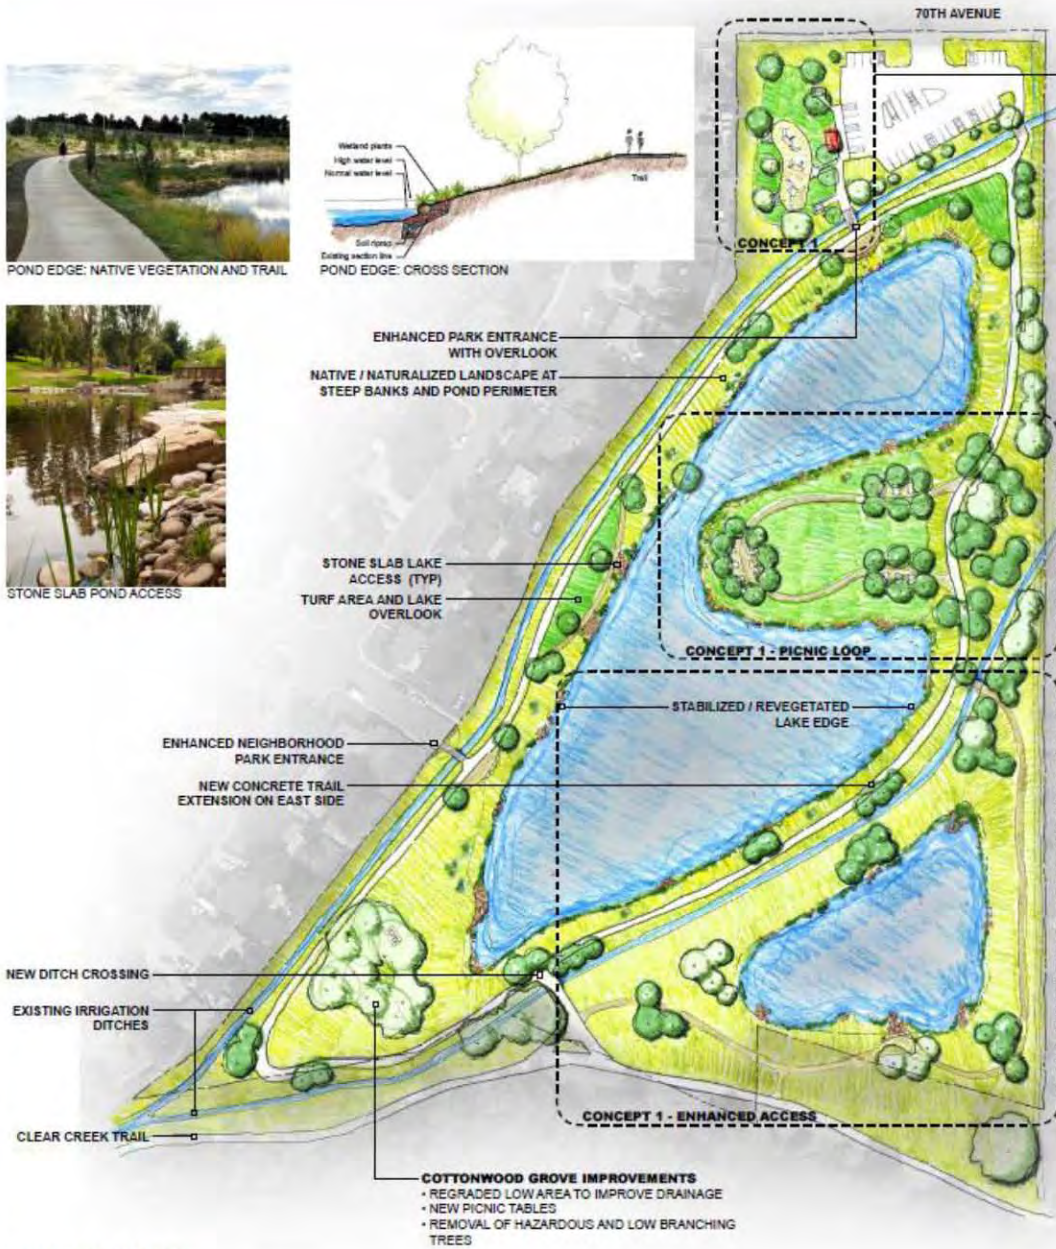 70TH AVENUE
Wetland plants
High water level
Normal water level
Trail
Soil riprap
Existing section line
POND EDGE: NATIVE VEGETATION AND TRAIL
POND EDGE: CROSS SECTION
CONCEPT 1
ENHANCED PARK ENTRANCE
WITH OVERLOOK
NATIVE / NATURALIZED LANDSCAPE AT
STEEP BANKS AND POND PERIMETER
STONE SLAB POND ACCESS
STONE SLAB LAKE
ACCESS (TYP)
TURF AREA AND LAKE
OVERLOOK
CONCEPT 1 - PICNIC LOOP
STABILIZED / REVEGETATED
LAKE EDGE
ENHANCED NEIGHBORHOOD
PARK ENTRANCE
NEW CONCRETE TRAIL
EXTENSION ON EAST SIDE
NEW DITCH CROSSING
EXISTING IRRIGATION
DITCHES
CONCEPT 1 - ENHANCED ACCESS
CLEAR CREEK TRAIL
COTTONWOOD GROVE IMPROVEMENTS
• REGRADED LOW AREA TO IMPROVE DRAINAGE
• NEW PICNIC TABLES
• REMOVAL OF HAZARDOUS AND LOW BRANCHING
TREES